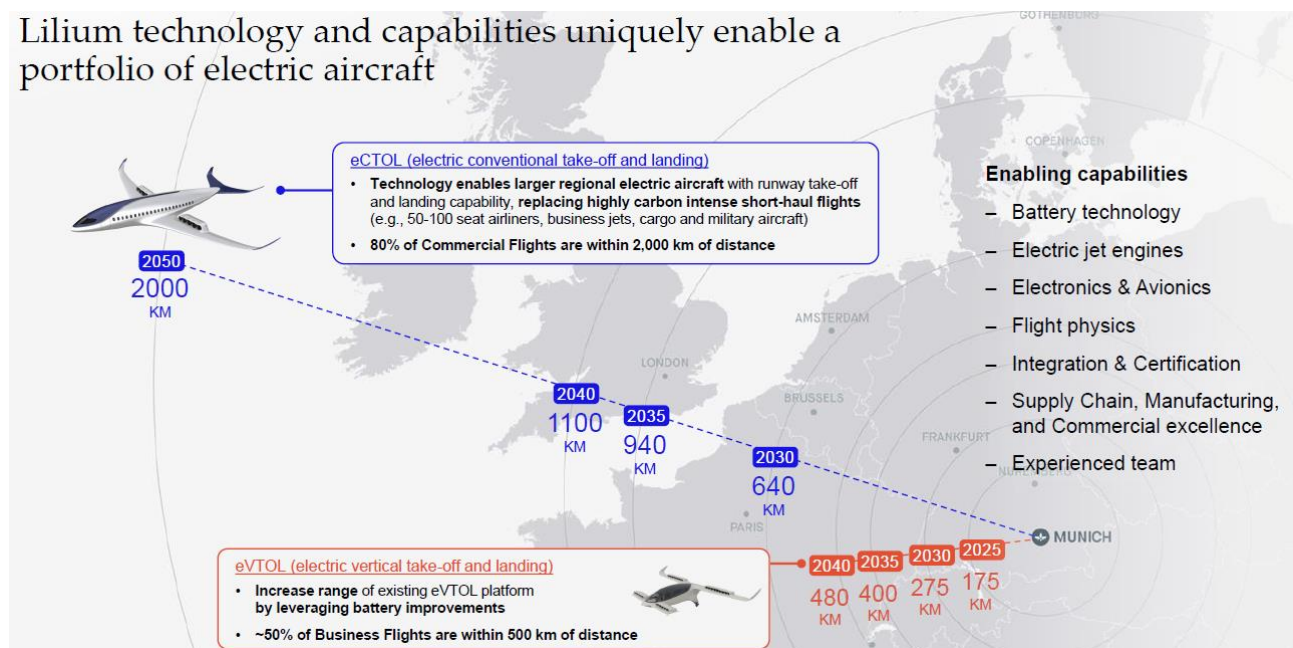 Lilium technology and capabilities uniquely enable a
portfolio of electric aircraft
GOTHENBURG
COPENHAGEN
eCTOL (electric conventional take-off and landing)
• Technology enables larger regional electric aircraft with runway take-off
and landing capability, replacing highly carbon intense short-haul flights
(e.g., 50-100 seat airliners, business jets, cargo and military aircraft)
• 80% of Commercial Flights are within 2,000 km of distance
Enabling capabilities
– Battery technology
– Electric jet engines
– Electronics & Avionics
– Flight physics
– Integration & Certification
– Supply Chain, Manufacturing,
and Commercial excellence
– Experienced team
2050
2000
KM
AMSTERDAM
LONDON
2040
1100
KM
2035
940
KM
BRUSSELS
FRANKFURT
2030
640
KM
NUREMBERG
PARIS
MUNICH
eVTOL (electric vertical take-off and landing)
• Increase range of existing eVTOL platform
by leveraging battery improvements
• ~50% of Business Flights are within 500 km of distance
2040
480
KM
2035
400
KM
2030
275
KM
2025
175
KM